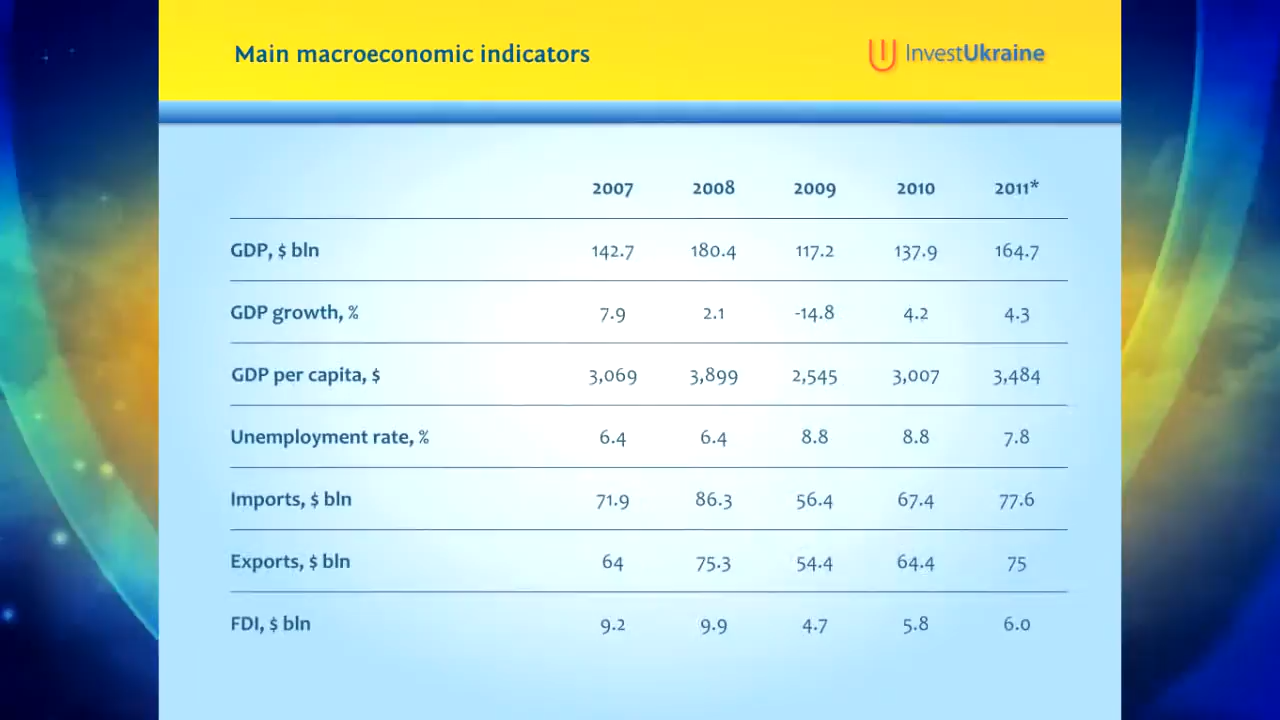 Main macroeconomic indicators
InvestUkraine
2007 2008 2009 2010 2011*
GDP, $ bln 142.7 180.4 117.2 137.9 164.7
GDP growth, % 7.9 2.1 -14.8 4.2 4.3
GDP per capita, $ 3,069 3,899 2,545 3,007 3,484
Unemployment rate, % 6.4 6.4 8.8 8.8 7.8
Imports, $ bln 71.9 86.3 56.4 67.4 77.6
Exports, $ bln 64 75.3 54.4 64.4 75
FDI, $ bln 9.2 9.9 4.7 5.8 6.0